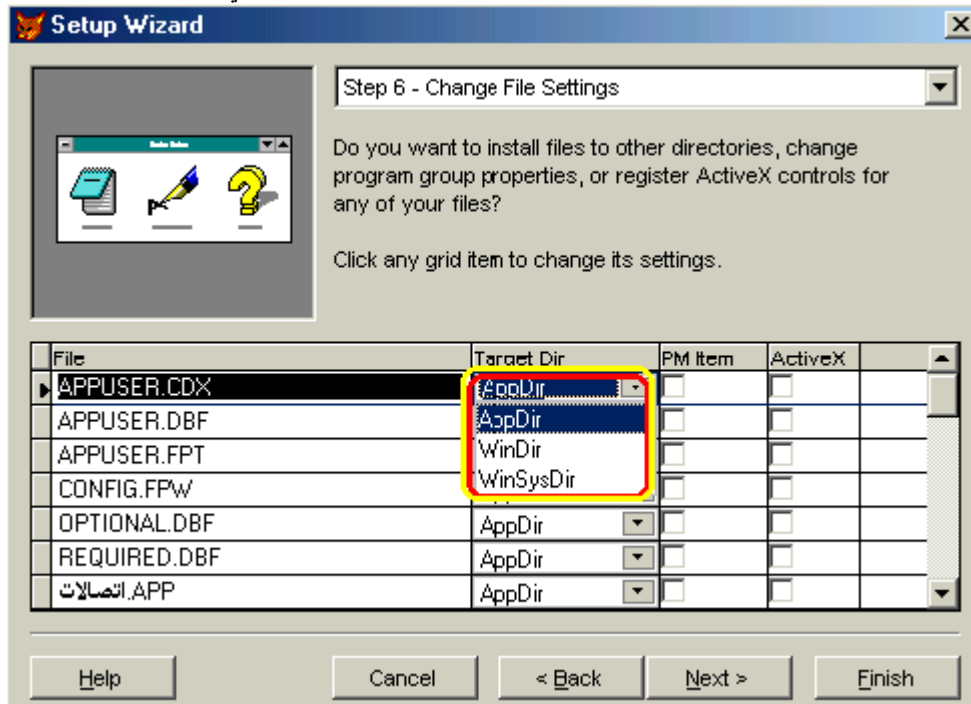 Setup Wizard
Step 6 - Change File Settings
Do you want to install files to other directories, change
program group properties, or register ActiveX controls for
any of your files?
Click any grid item to change its settings.
File Target Dir PM Item ActiveX
APPUSER.CDX AppDir
APPUSER.DBF AppDir
APPUSER.FPT WinDir
CONFIG.FPW WinSysDir
OPTIONAL.DBF AppDir
REQUIRED.DBF AppDir
اتصالات.APP AppDir
Help Cancel < Back Next > Finish